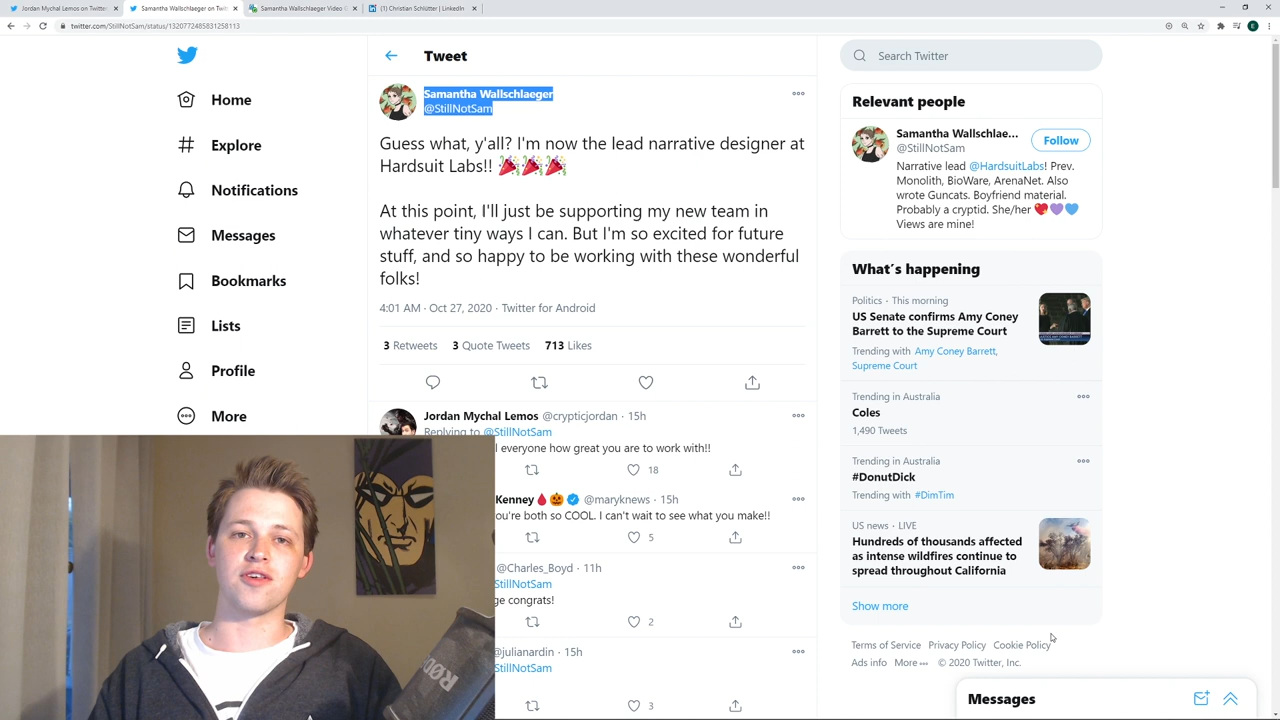 Jordan Mychal Lemos on Twitter
Samantha Wallschlaeger on Twi
Samantha Wallschlaeger Video G
(1) Christian Schlütter | LinkedIn
twitter.com/StillNotSam/status/1320772485831258113
Tweet
Search Twitter
Home
Explore
Notifications
Messages
Bookmarks
Lists
Profile
More
Samantha Wallschlaeger
@StillNotSam
Guess what, y'all? I'm now the lead narrative designer at
Hardsuit Labs!! 🎉🎉🎉
At this point, I'll just be supporting my new team in
whatever tiny ways I can. But I'm so excited for future
stuff, and so happy to be working with these wonderful
folks!
4:01 AM · Oct 27, 2020 · Twitter for Android
3 Retweets 3 Quote Tweets 713 Likes
Jordan Mychal Lemos @crypticjordan · 15h
Replying to @StillNotSam
everyone how great you are to work with!!
18
Kenney 🩸🎃 @maryknews · 15h
ou're both so COOL. I can't wait to see what you make!!
5
@Charles_Boyd · 11h
StillNotSam
ge congrats!
2
@julianardin · 15h
StillNotSam
3
RØDE
Relevant people
Samantha Wallschlae...
@StillNotSam
Follow
Narrative lead @HardsuitLabs! Prev.
Monolith, BioWare, ArenaNet. Also
wrote Guncats. Boyfriend material.
Probably a cryptid. She/her 💖💜💙
Views are mine!
What's happening
Politics · This morning
US Senate confirms Amy Coney
Barrett to the Supreme Court
Trending with Amy Coney Barrett,
Supreme Court
Trending in Australia
Coles
1,490 Tweets
Trending in Australia
#DonutDick
Trending with #DimTim
US news · LIVE
Hundreds of thousands affected
as intense wildfires continue to
spread throughout California
Show more
Terms of Service Privacy Policy Cookie Policy
Ads info More ··· © 2020 Twitter, Inc.
Messages